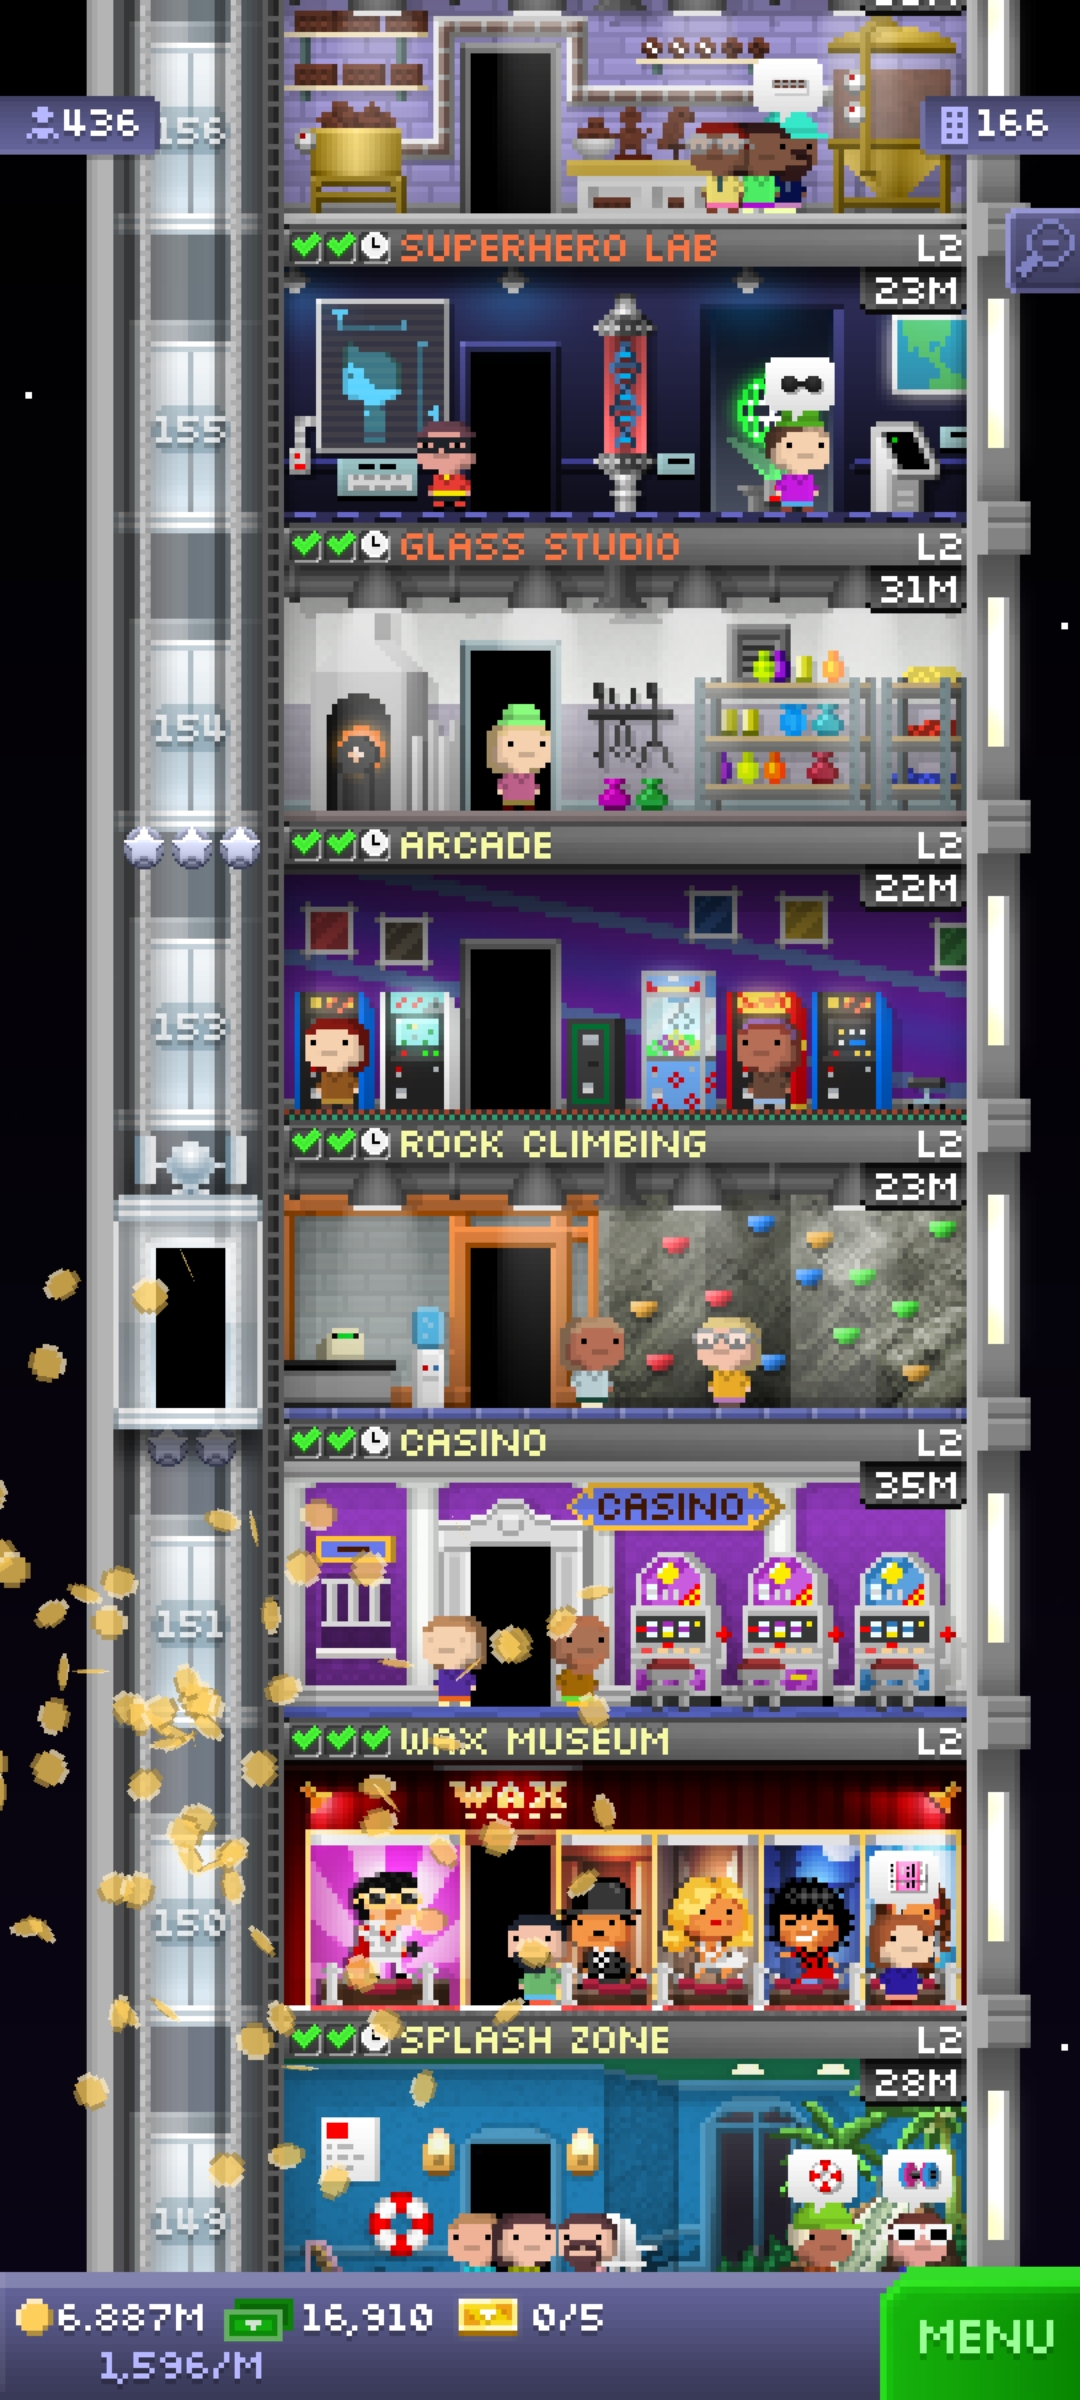 436
156
166
SUPERHERO LAB L2
23M
155
GLASS STUDIO L2
31M
154
ARCADE L2
22M
153
ROCK CLIMBING L2
23M
CASINO L2
35M
CASINO
151
WAX MUSEUM L2
WAX
150
SPLASH ZONE L2
28M
149
6.887M 16,910 0/5
1,596/M
MENU